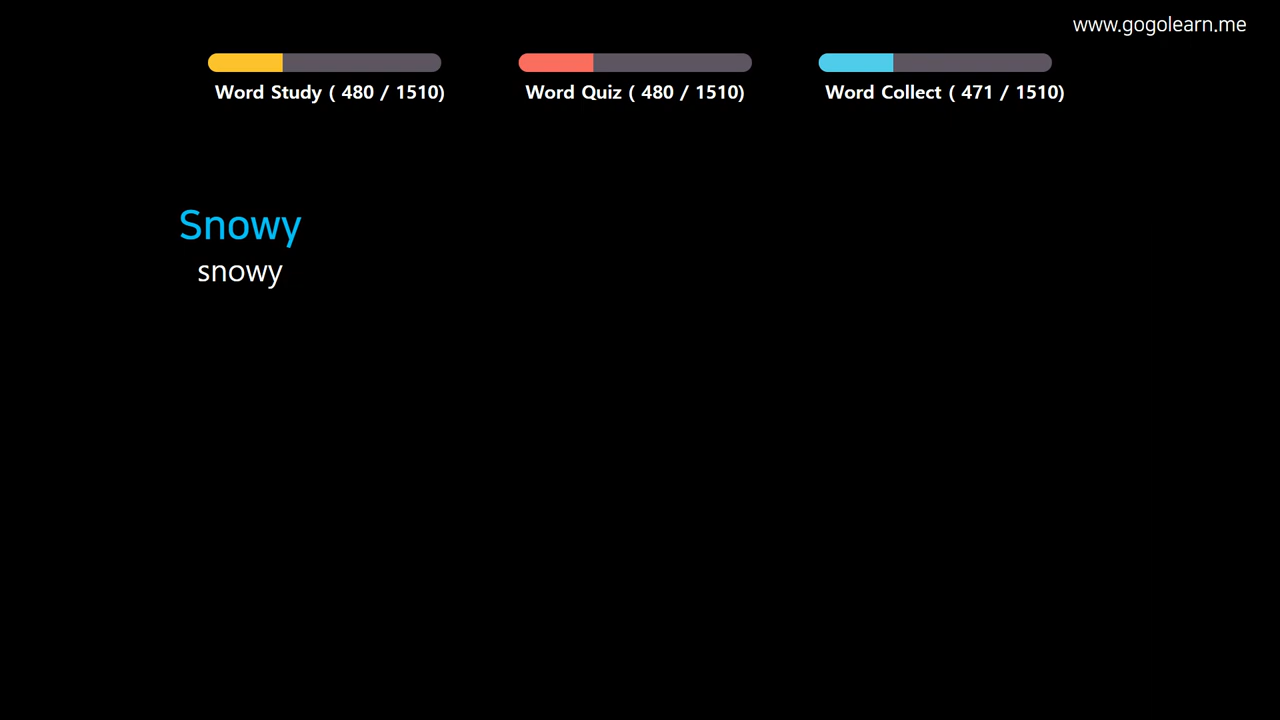 www.gogolearn.me
Word Study ( 480 / 1510)
Word Quiz ( 480 / 1510)
Word Collect ( 471 / 1510)
Snowy
snowy